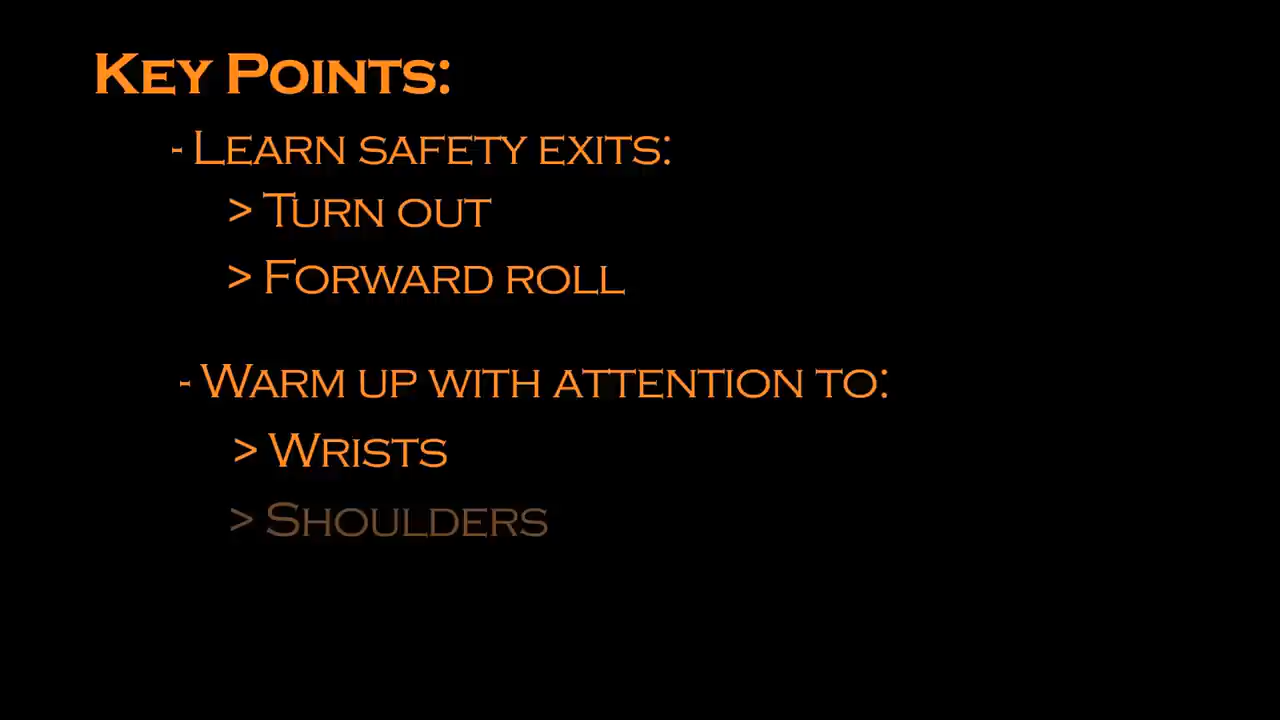 Key Points:
- Learn safety exits:
> Turn out
> Forward roll
- Warm up with attention to:
> Wrists
> Shoulders